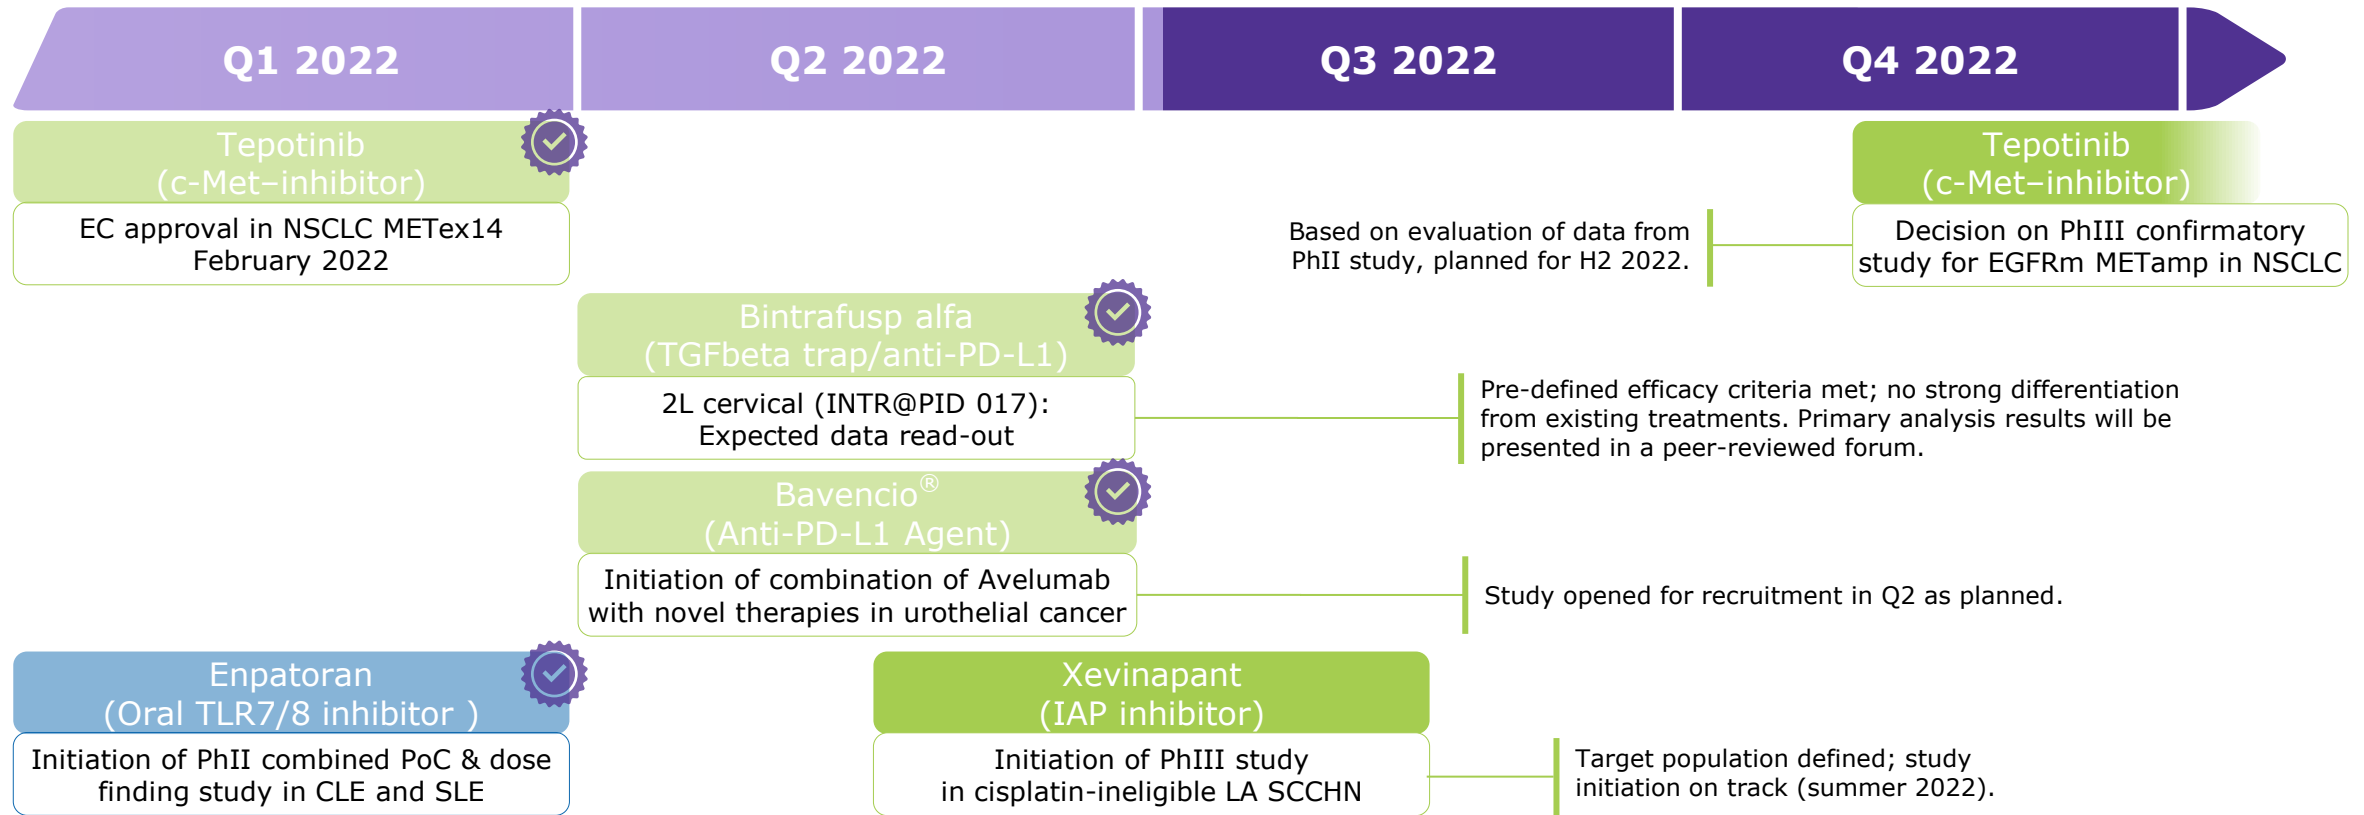 Q1 2022
Q2 2022
Q3 2022
Q4 2022
Tepotinib
(c-Met–inhibitor)
EC approval in NSCLC METex14
February 2022
Based on evaluation of data from
PhII study, planned for H2 2022.
Tepotinib
(c-Met–inhibitor)
Decision on PhIII confirmatory
study for EGFRm METamp in NSCLC
Bintrafusp alfa
(TGFbeta trap/anti-PD-L1)
2L cervical (INTR@PID 017):
Expected data read-out
Pre-defined efficacy criteria met; no strong differentiation
from existing treatments. Primary analysis results will be
presented in a peer-reviewed forum.
Bavencio®
(Anti-PD-L1 Agent)
Initiation of combination of Avelumab
with novel therapies in urothelial cancer
Study opened for recruitment in Q2 as planned.
Enpatoran
(Oral TLR7/8 inhibitor )
Initiation of PhII combined PoC & dose
finding study in CLE and SLE
Xevinapant
(IAP inhibitor)
Initiation of PhIII study
in cisplatin-ineligible LA SCCHN
Target population defined; study
initiation on track (summer 2022).